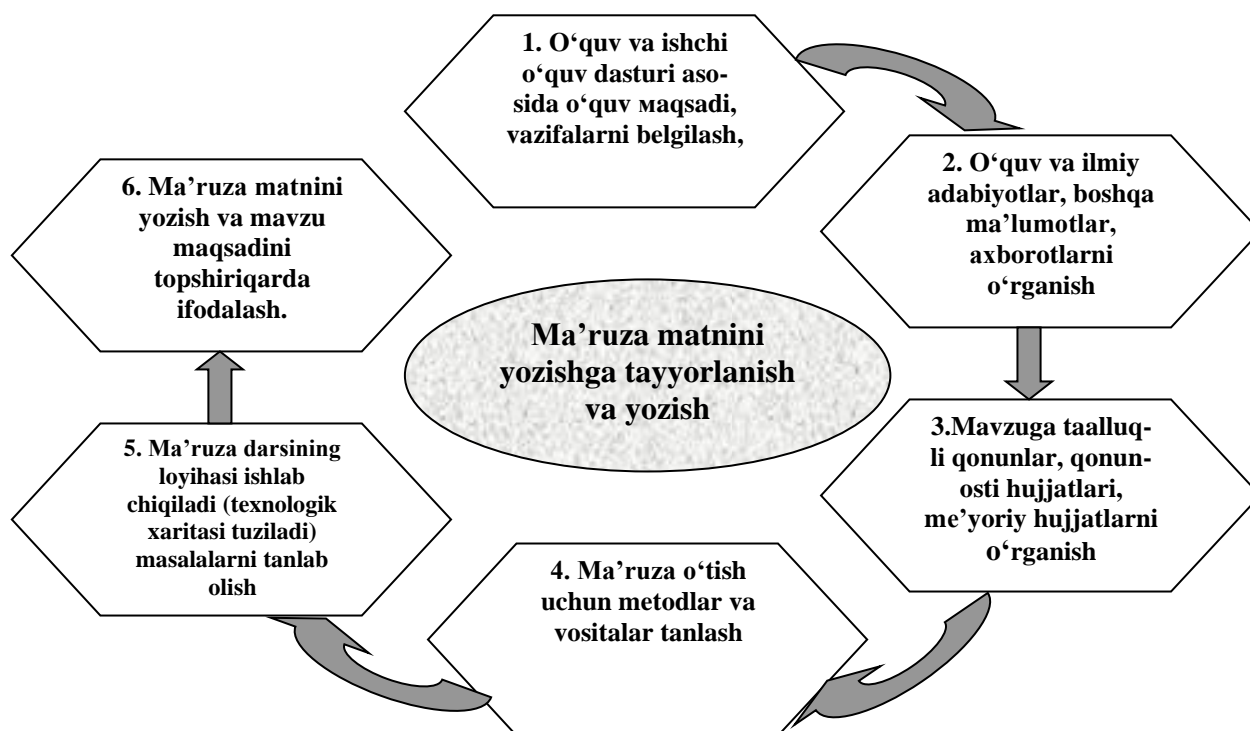 1. O‘quv va ishchi
o‘quv dasturi aso-
sida o‘quv мaqsadi,
vazifalarni belgilash,
2. O‘quv va ilmiy
adabiyotlar, boshqa
ma’lumotlar,
axborotlarni
o‘rganish
3.Mavzuga taalluq-
li qonunlar, qonun-
osti hujjatlari,
me’yoriy hujjatlarni
o‘rganish
4. Ma’ruza o‘tish
uchun metodlar va
vositalar tanlash
5. Ma’ruza darsining
loyihasi ishlab
chiqiladi (texnologik
xaritasi tuziladi)
masalalarni tanlab
olish
6. Ma’ruza matnini
yozish va mavzu
maqsadini
topshiriqarda
ifodalash.
Ma’ruza matnini
yozishga tayyorlanish
va yozish